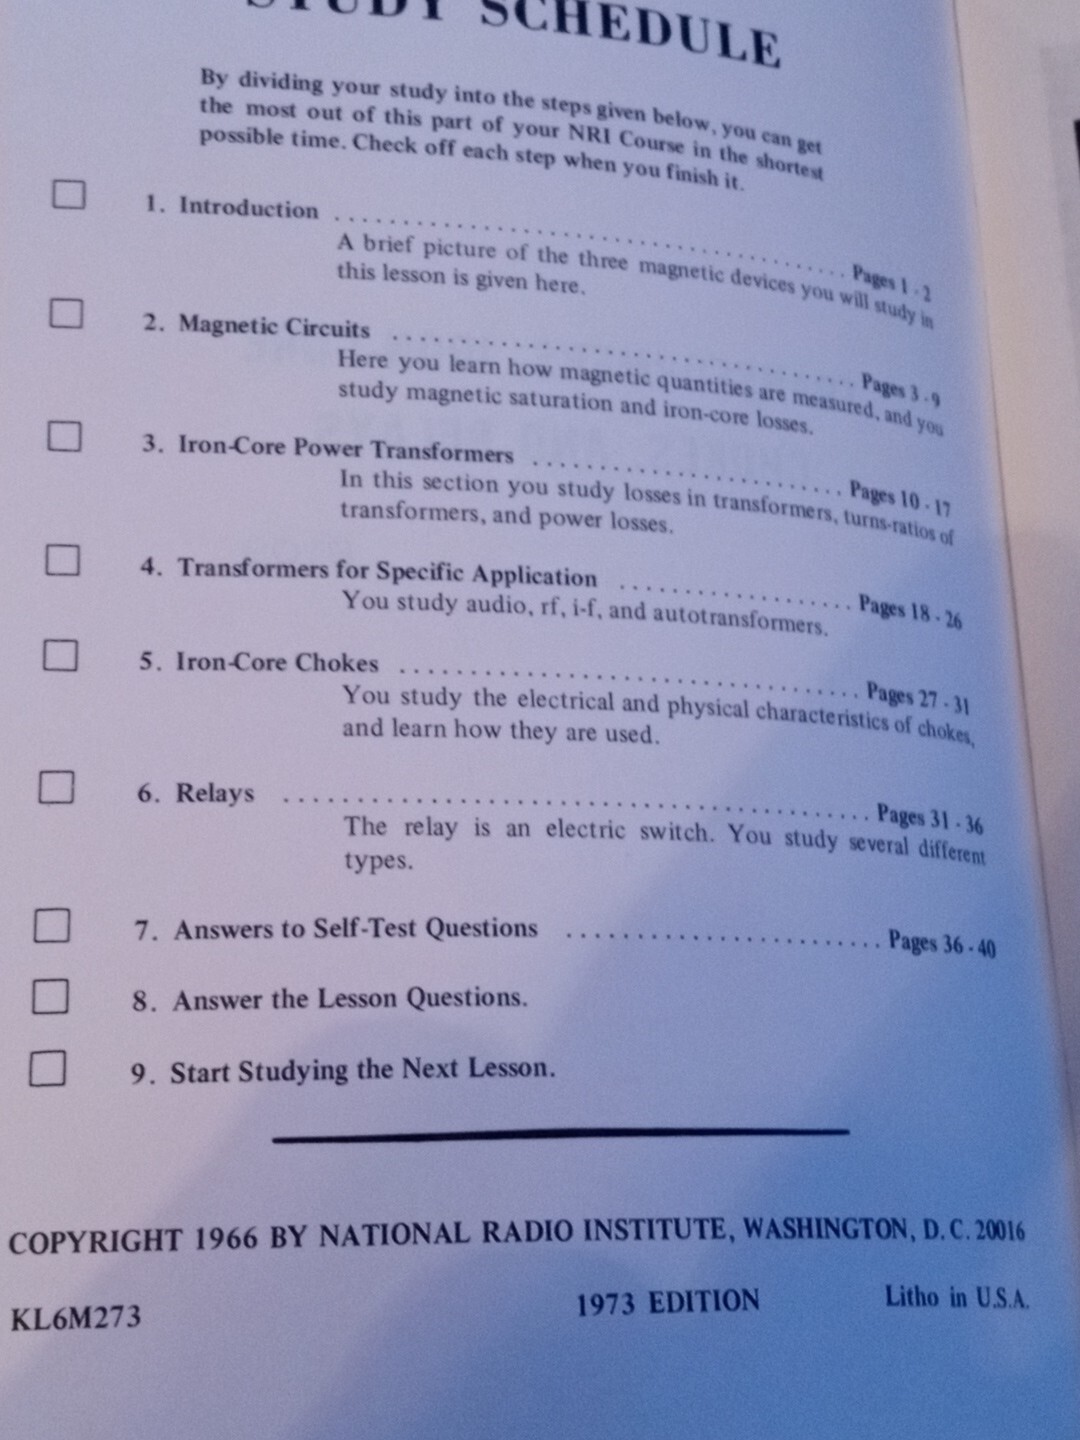 STUDY SCHEDULE
By dividing your study into the steps given below, you can get
the most out of this part of your NRI Course in the shortest
possible time. Check off each step when you finish it.
1. Introduction ........................................ Pages 1 - 2
A brief picture of the three magnetic devices you will study in
this lesson is given here.
2. Magnetic Circuits .................................... Pages 3 - 9
Here you learn how magnetic quantities are measured, and you
study magnetic saturation and iron-core losses.
3. Iron-Core Power Transformers ........................ Pages 10 - 17
In this section you study losses in transformers, turns-ratios of
transformers, and power losses.
4. Transformers for Specific Application .................. Pages 18 - 26
You study audio, rf, i-f, and autotransformers.
5. Iron-Core Chokes .................................... Pages 27 - 31
You study the electrical and physical characteristics of chokes,
and learn how they are used.
6. Relays ............................................ Pages 31 - 36
The relay is an electric switch. You study several different
types.
7. Answers to Self-Test Questions ....................... Pages 36 - 40
8. Answer the Lesson Questions.
9. Start Studying the Next Lesson.
COPYRIGHT 1966 BY NATIONAL RADIO INSTITUTE, WASHINGTON, D. C. 20016
KL6M273 1973 EDITION Litho in U.S.A.